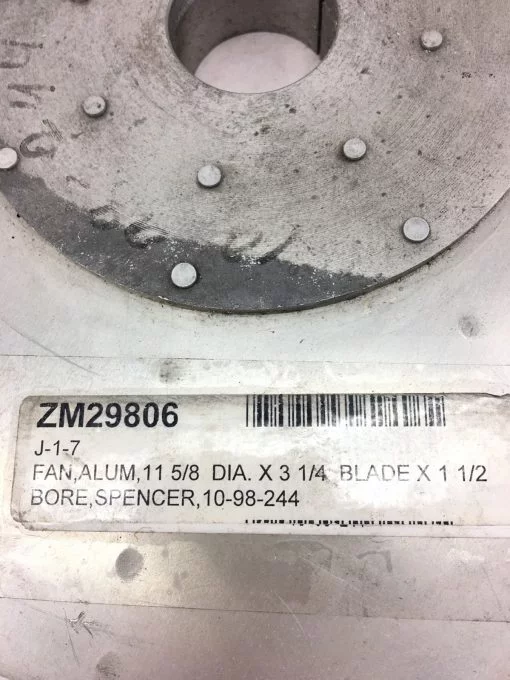 ZM29806
J-1-7
FAN,ALUM,11 5/8 DIA. X 3 1/4 BLADE X 1 1/2
BORE,SPENCER,10-98-244